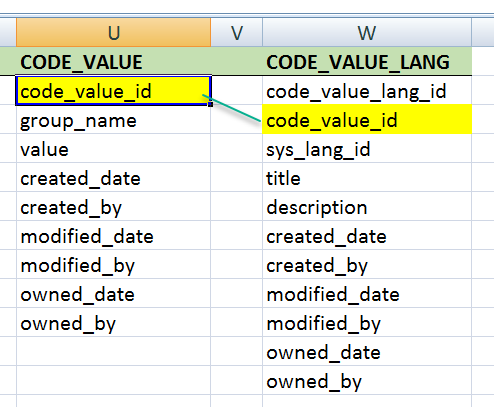 U V W
CODE_VALUE CODE_VALUE_LANG
code_value_id code_value_lang_id
group_name code_value_id
value sys_lang_id
created_date title
created_by description
modified_date created_date
modified_by created_by
owned_date modified_date
owned_by modified_by
owned_date
owned_by